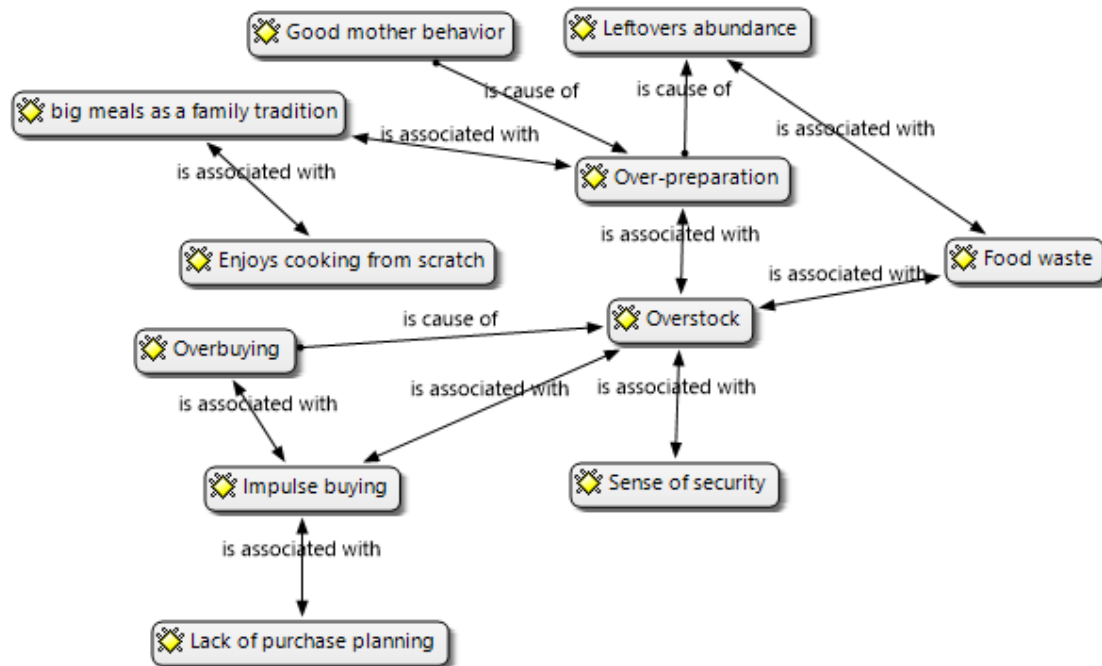 Good mother behavior
Leftovers abundance
is cause of
is cause of
big meals as a family tradition
is associated with
is associated with
is associated with
Over-preparation
is associated with
Enjoys cooking from scratch
Food waste
is associated with
is cause of
Overstock
Overbuying
is associated with
is associated with
is associated with
Impulse buying
Sense of security
is associated with
Lack of purchase planning